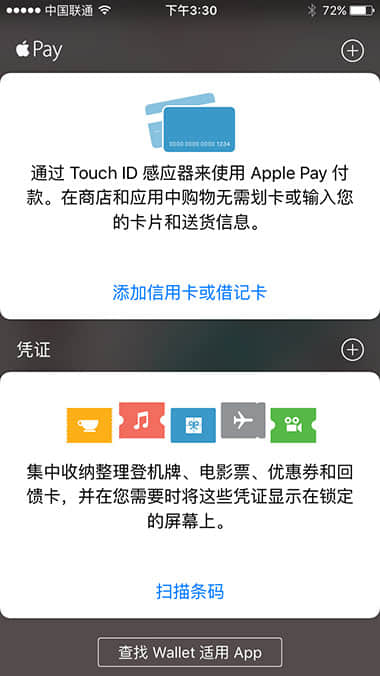 中国联通 下午3:30 72%
Pay
0000 0000 0000 1234
通过 Touch ID 感应器来使用 Apple Pay 付
款。在商店和应用中购物无需划卡或输入您
的卡片和送货信息。
添加信用卡或借记卡
凭证
集中收纳整理登机牌、电影票、优惠券和回
馈卡，并在您需要时将这些凭证显示在锁定
的屏幕上。
扫描条码
查找 Wallet 适用 App